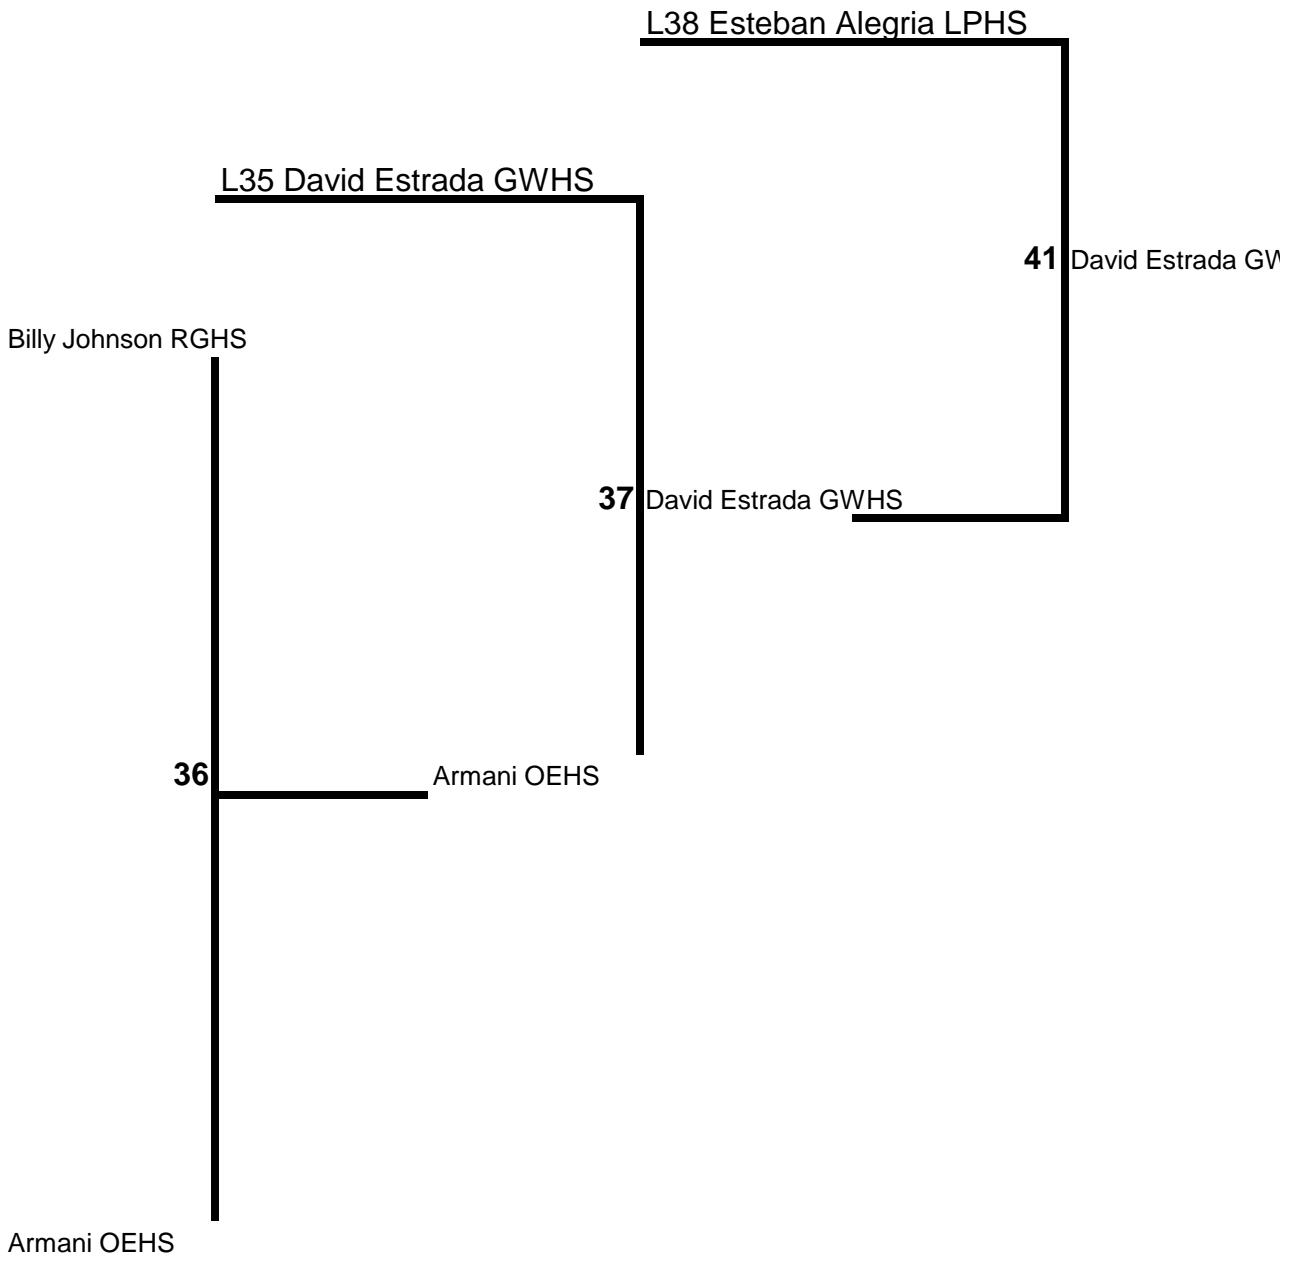 L38 Esteban Alegria LPHS
L35 David Estrada GWHS
41 David Estrada GW
Billy Johnson RGHS
37 David Estrada GWHS
36 Armani OEHS
Armani OEHS